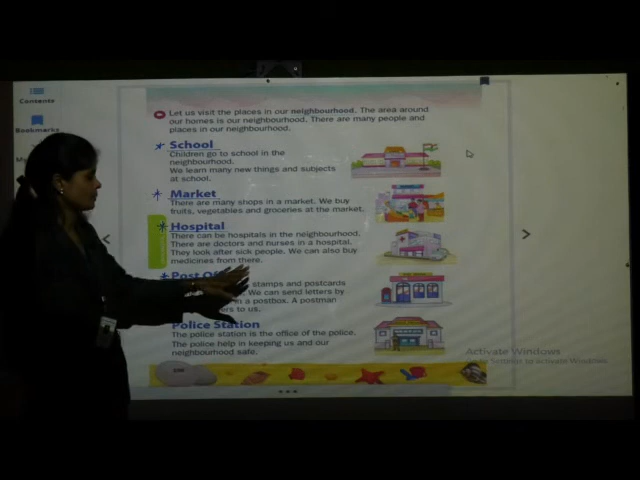 Contents
Bookmarks
My
Let us visit the places in our neighbourhood. The area around
our homes is our neighbourhood. There are many people and
places in our neighbourhood.
School
Children go to school in the
neighbourhood.
We learn many new things and subjects
at school.
Market
There are many shops in a market. We buy
fruits, vegetables and groceries at the market.
Hospital
There can be hospitals in the neighbourhood.
There are doctors and nurses in a hospital.
They look after sick people. We can also buy
medicines from there.
Post
stamps and postcards
We can send letters by
in a postbox. A postman
to us.
Police Station
The police station is the office of the police.
The police help in keeping us and our
neighbourhood safe.
Activate Windows
to Settings to activate Windows.